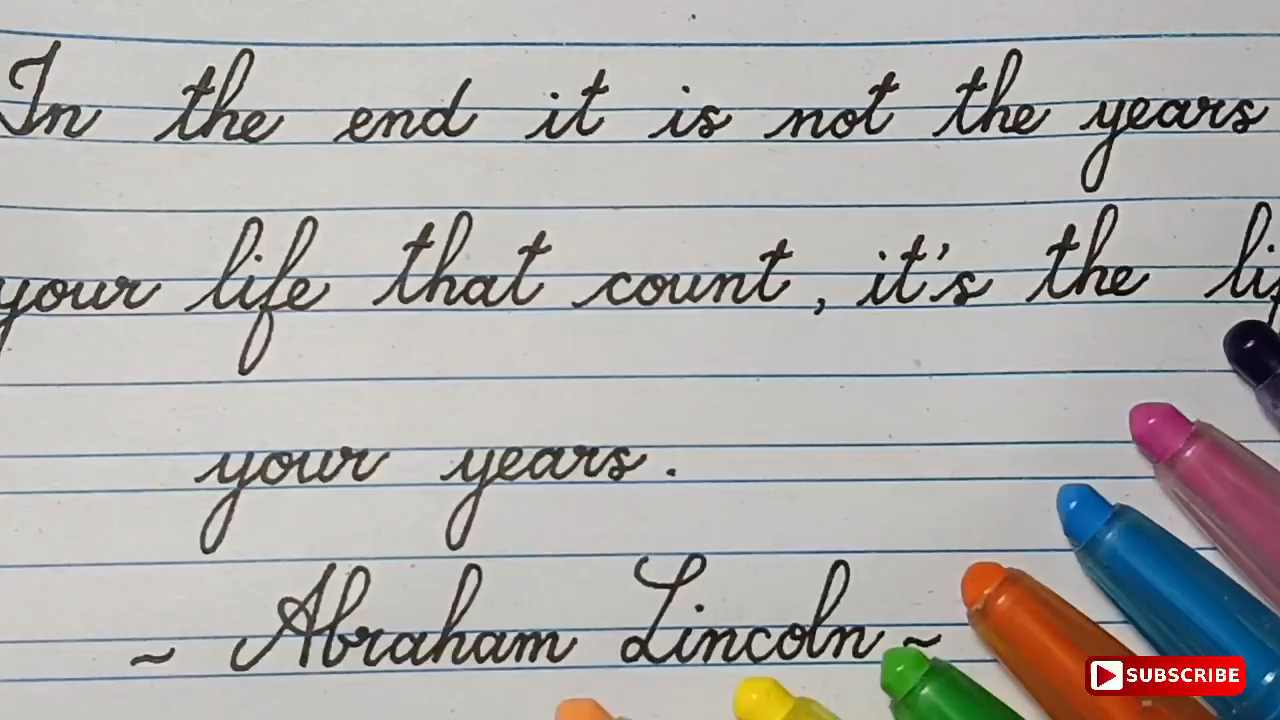 In the end it is not the years
your life that count, it's the
your years.
~ Abraham Lincoln ~
SUBSCRIBE